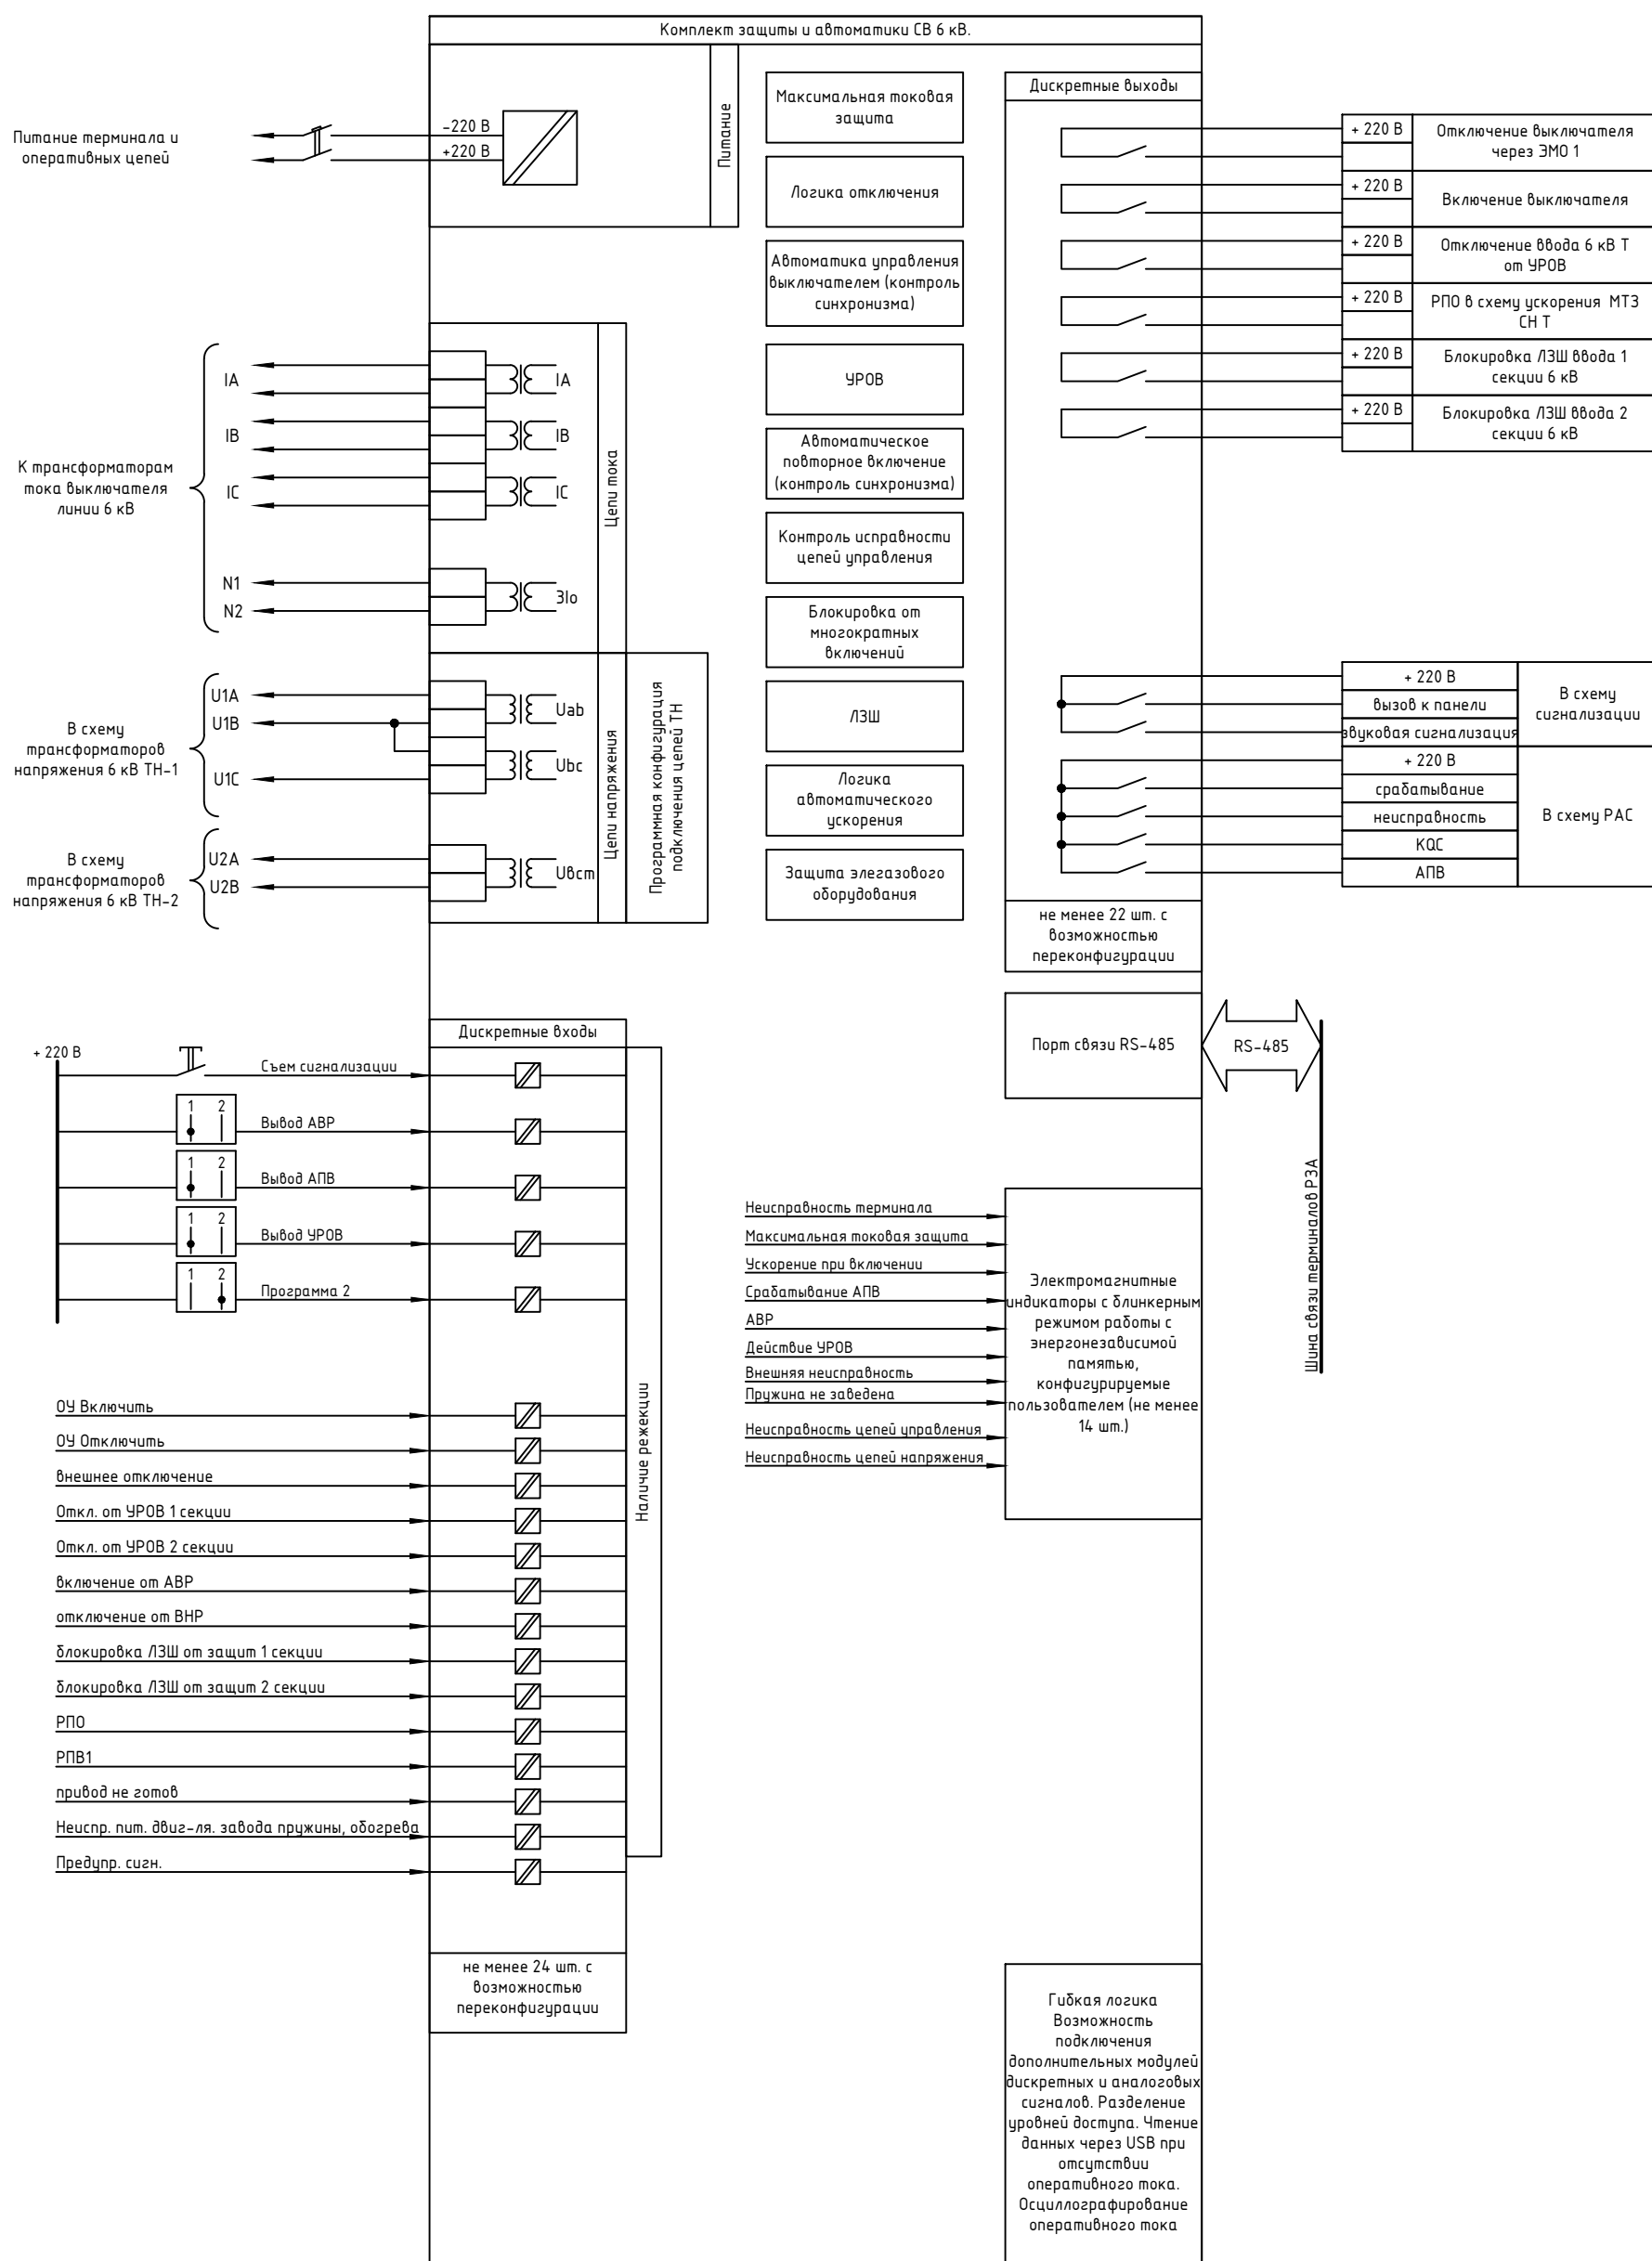 Комплект защиты и автоматики СВ 6 кВ.
Питание терминала и
оперативных цепей
-220 В
+220 В
Питание
К трансформаторам
тока выключателя
линии 6 кВ
IA
IB
IC
N1
N2
IA
IB
IC
3Io
Цепи тока
В схему
трансформаторов
напряжения 6 кВ ТН-1
U1A
U1B
U1C
Uab
Ubc
В схему
трансформаторов
напряжения 6 кВ ТН-2
U2A
U2B
Uвст
Цепи напряжения
Программная конфигурация
подключения цепей ТН
Максимальная токовая
защита
Логика отключения
Автоматика управления
выключателем (контроль
синхронизма)
УРОВ
Автоматическое
повторное включение
(контроль синхронизма)
Контроль исправности
цепей управления
Блокировка от
многократных
включений
ЛЗШ
Логика
автоматического
ускорения
Защита элегазового
оборудования
Дискретные выходы
+ 220 В
Отключение выключателя
через ЭМО 1
+ 220 В
Включение выключателя
+ 220 В
Отключение ввода 6 кВ Т
от УРОВ
+ 220 В
РПО в схему ускорения МТЗ
СН Т
+ 220 В
Блокировка ЛЗШ ввода 1
секции 6 кВ
+ 220 В
Блокировка ЛЗШ ввода 2
секции 6 кВ
+ 220 В
вызов к панели
звуковая сигнализация
В схему
сигнализации
+ 220 В
срабатывание
неисправность
KQC
АПВ
В схему РАС
не менее 22 шт. с
возможностью
переконфигурации
Порт связи RS-485
RS-485
Шина связи терминалов РЗА
Дискретные входы
+ 220 В
Съем сигнализации
1 2
Вывод АВР
1 2
Вывод АПВ
1 2
Вывод УРОВ
1 2
Программа 2
ОУ Включить
ОУ Отключить
внешнее отключение
Откл. от УРОВ 1 секции
Откл. от УРОВ 2 секции
включение от АВР
отключение от ВНР
блокировка ЛЗШ от защит 1 секции
блокировка ЛЗШ от защит 2 секции
РПО
РПВ1
привод не готов
Неиспр. пит. двиг-ля. завода пружины, обогрева
Предупр. сигн.
Наличие режекции
не менее 24 шт. с
возможностью
переконфигурации
Неисправность терминала
Максимальная токовая защита
Ускорение при включении
Срабатывание АПВ
АВР
Действие УРОВ
Внешняя неисправность
Пружина не заведена
Неисправность цепей управления
Неисправность цепей напряжения
Электромагнитные
индикаторы с блинкерным
режимом работы с
энергонезависимой
памятью,
конфигурируемые
пользователем (не менее
14 шт.)
Гибкая логика
Возможность
подключения
дополнительных модулей
дискретных и аналоговых
сигналов. Разделение
уровней доступа. Чтение
данных через USB при
отсутствии
оперативного тока.
Осциллографирование
оперативного тока